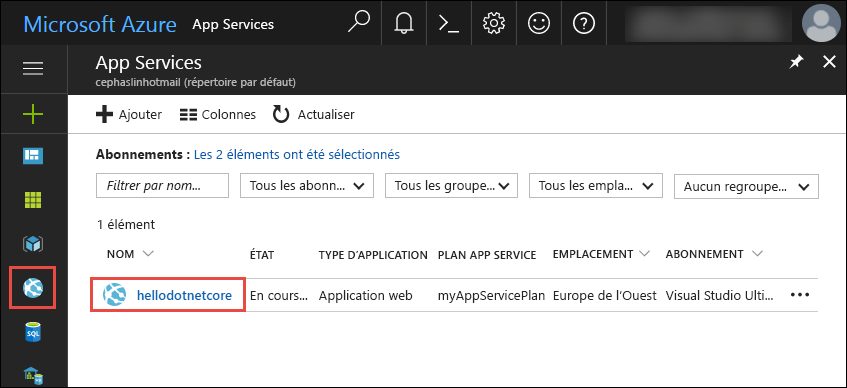 Microsoft Azure App Services
App Services
cephaslinhotmail (répertoire par défaut)
Ajouter Colonnes Actualiser
Abonnements : Les 2 éléments ont été sélectionnés
Filtrer par nom... Tous les abonn... Tous les groupe... Tous les empla... Aucun regroupe...
1 élément
NOM ÉTAT TYPE D'APPLICATION PLAN APP SERVICE EMPLACEMENT ABONNEMENT
hellodotnetcore En cours... Application web myAppServicePlan Europe de l'Ouest Visual Studio Ulti...
SQL